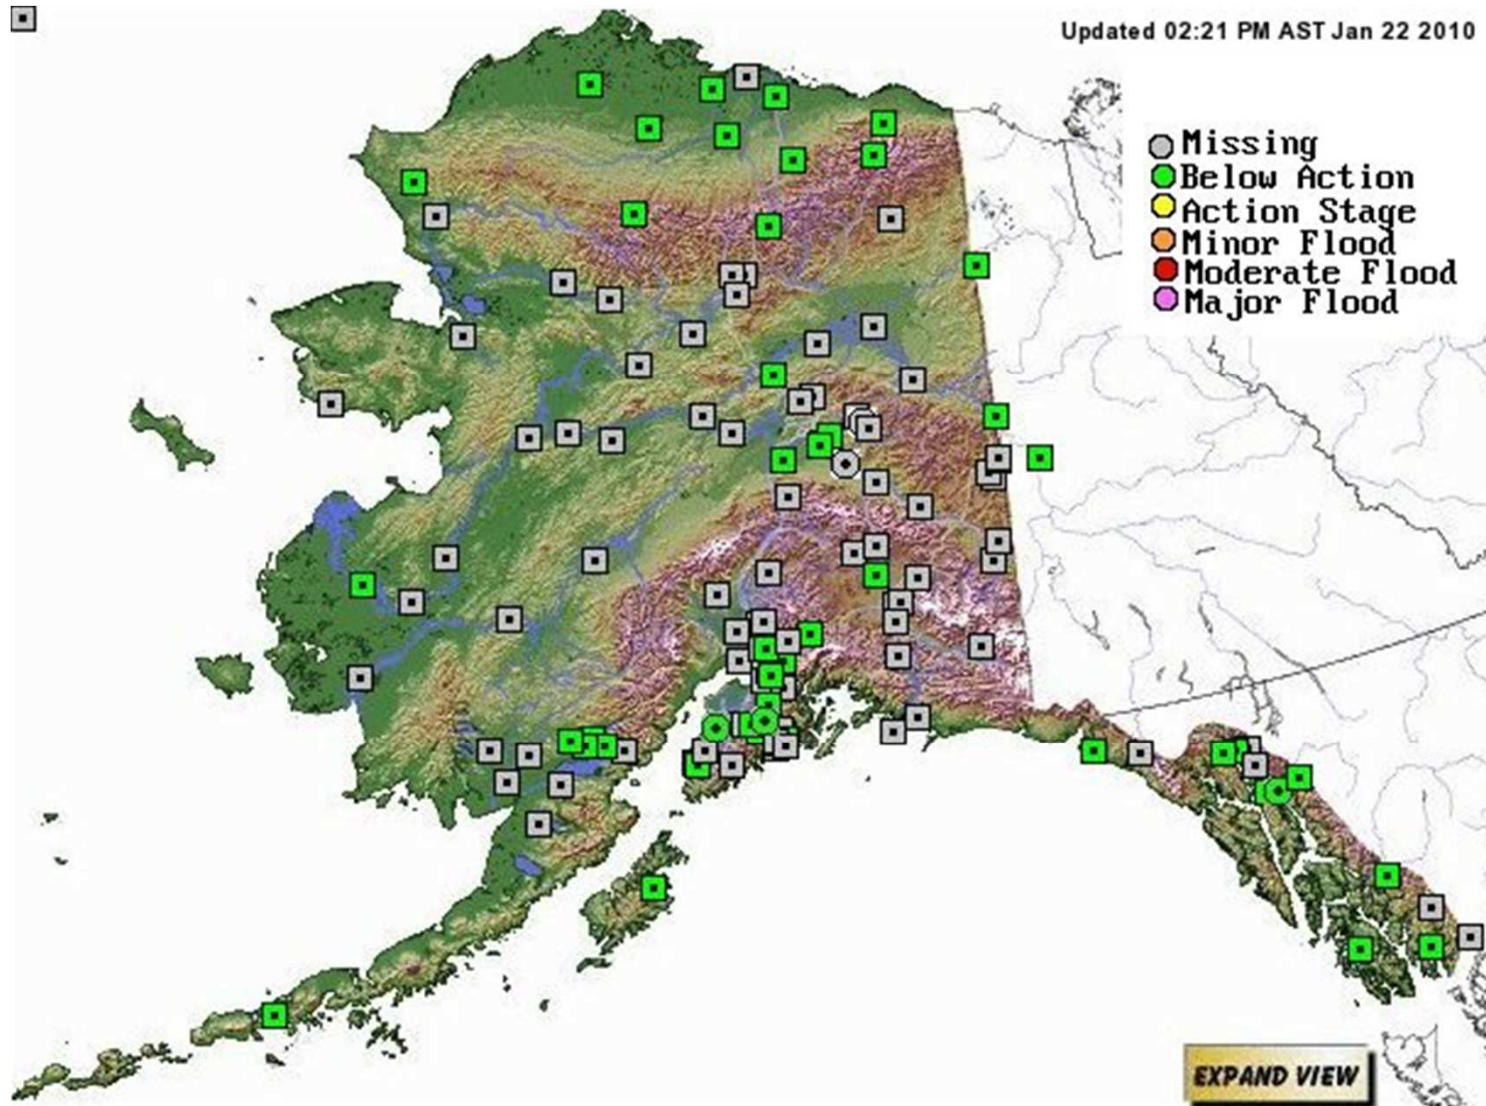 Updated 02:21 PM AST Jan 22 2010
Missing
Below Action
Action Stage
Minor Flood
Moderate Flood
Major Flood
EXPAND VIEW